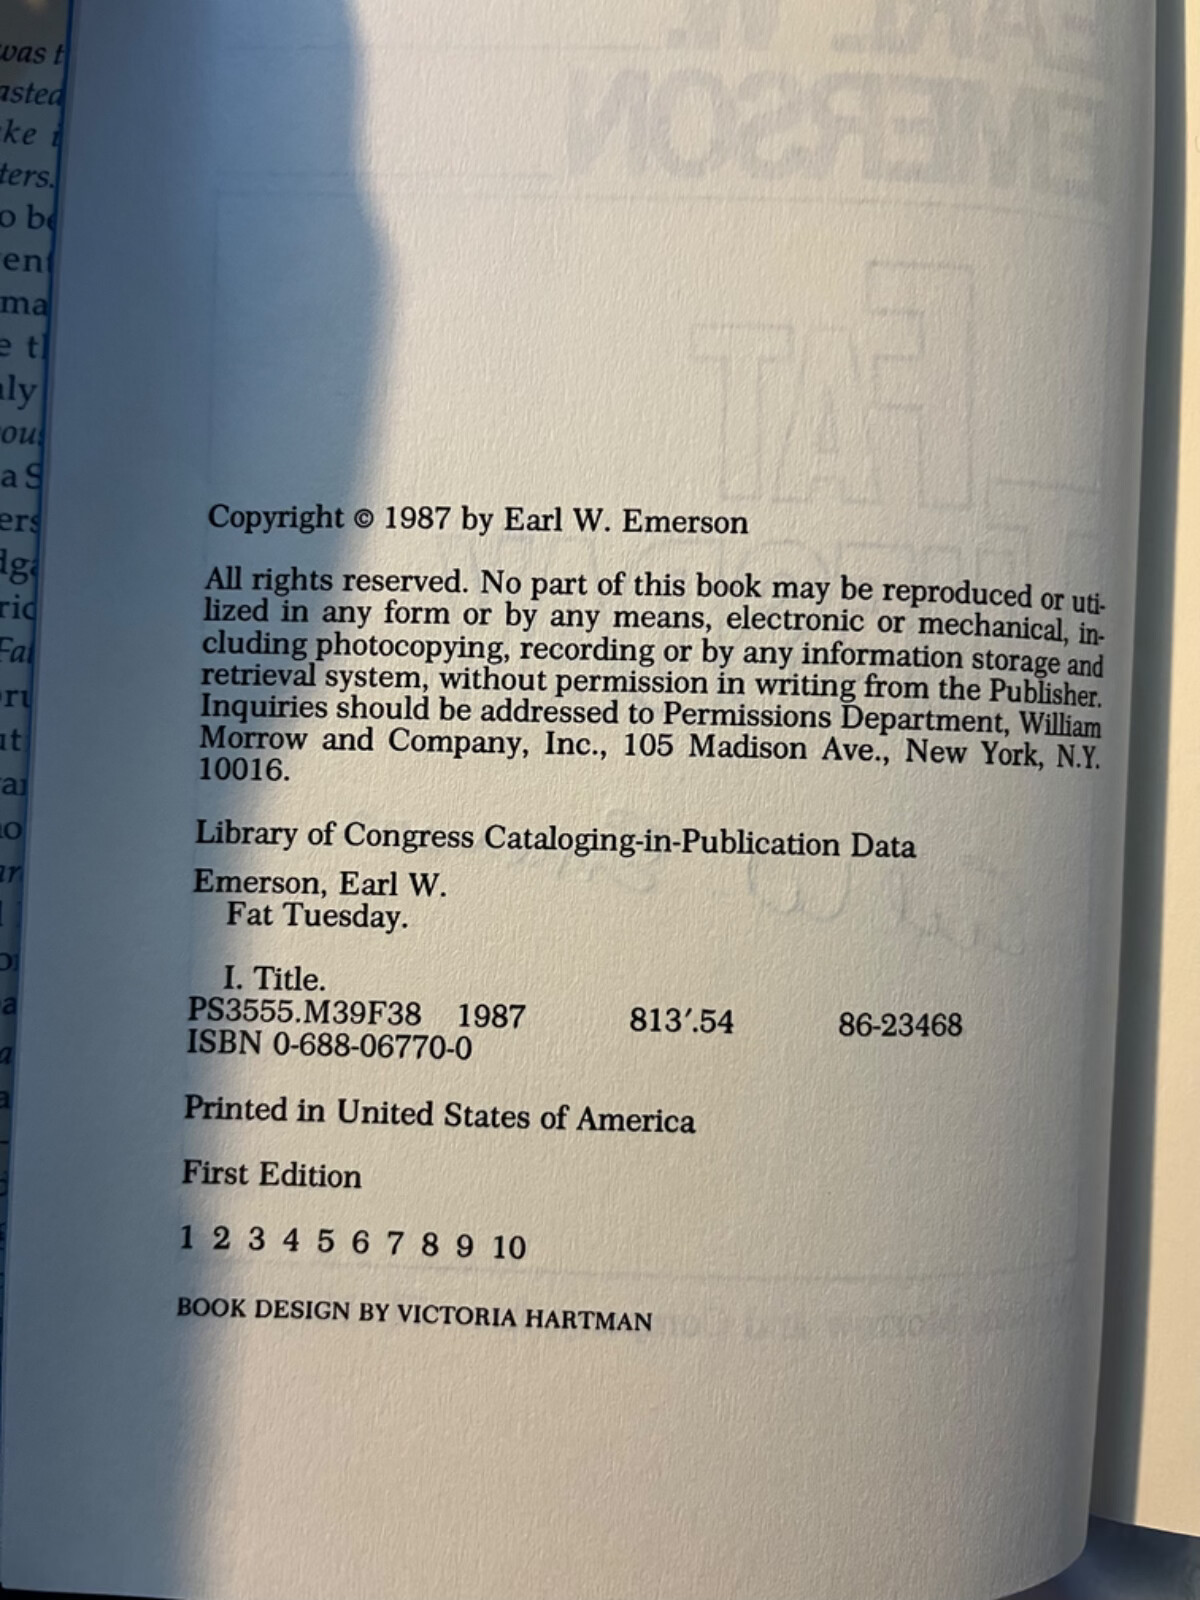 Copyright © 1987 by Earl W. Emerson
All rights reserved. No part of this book may be reproduced or uti-
lized in any form or by any means, electronic or mechanical, in-
cluding photocopying, recording or by any information storage and
retrieval system, without permission in writing from the Publisher.
Inquiries should be addressed to Permissions Department, William
Morrow and Company, Inc., 105 Madison Ave., New York, N.Y.
10016.
Library of Congress Cataloging-in-Publication Data
Emerson, Earl W.
Fat Tuesday.
I. Title.
PS3555.M39F38 1987 813′.54 86-23468
ISBN 0-688-06770-0
Printed in United States of America
First Edition
1 2 3 4 5 6 7 8 9 10
BOOK DESIGN BY VICTORIA HARTMAN
EMERSON
FAT